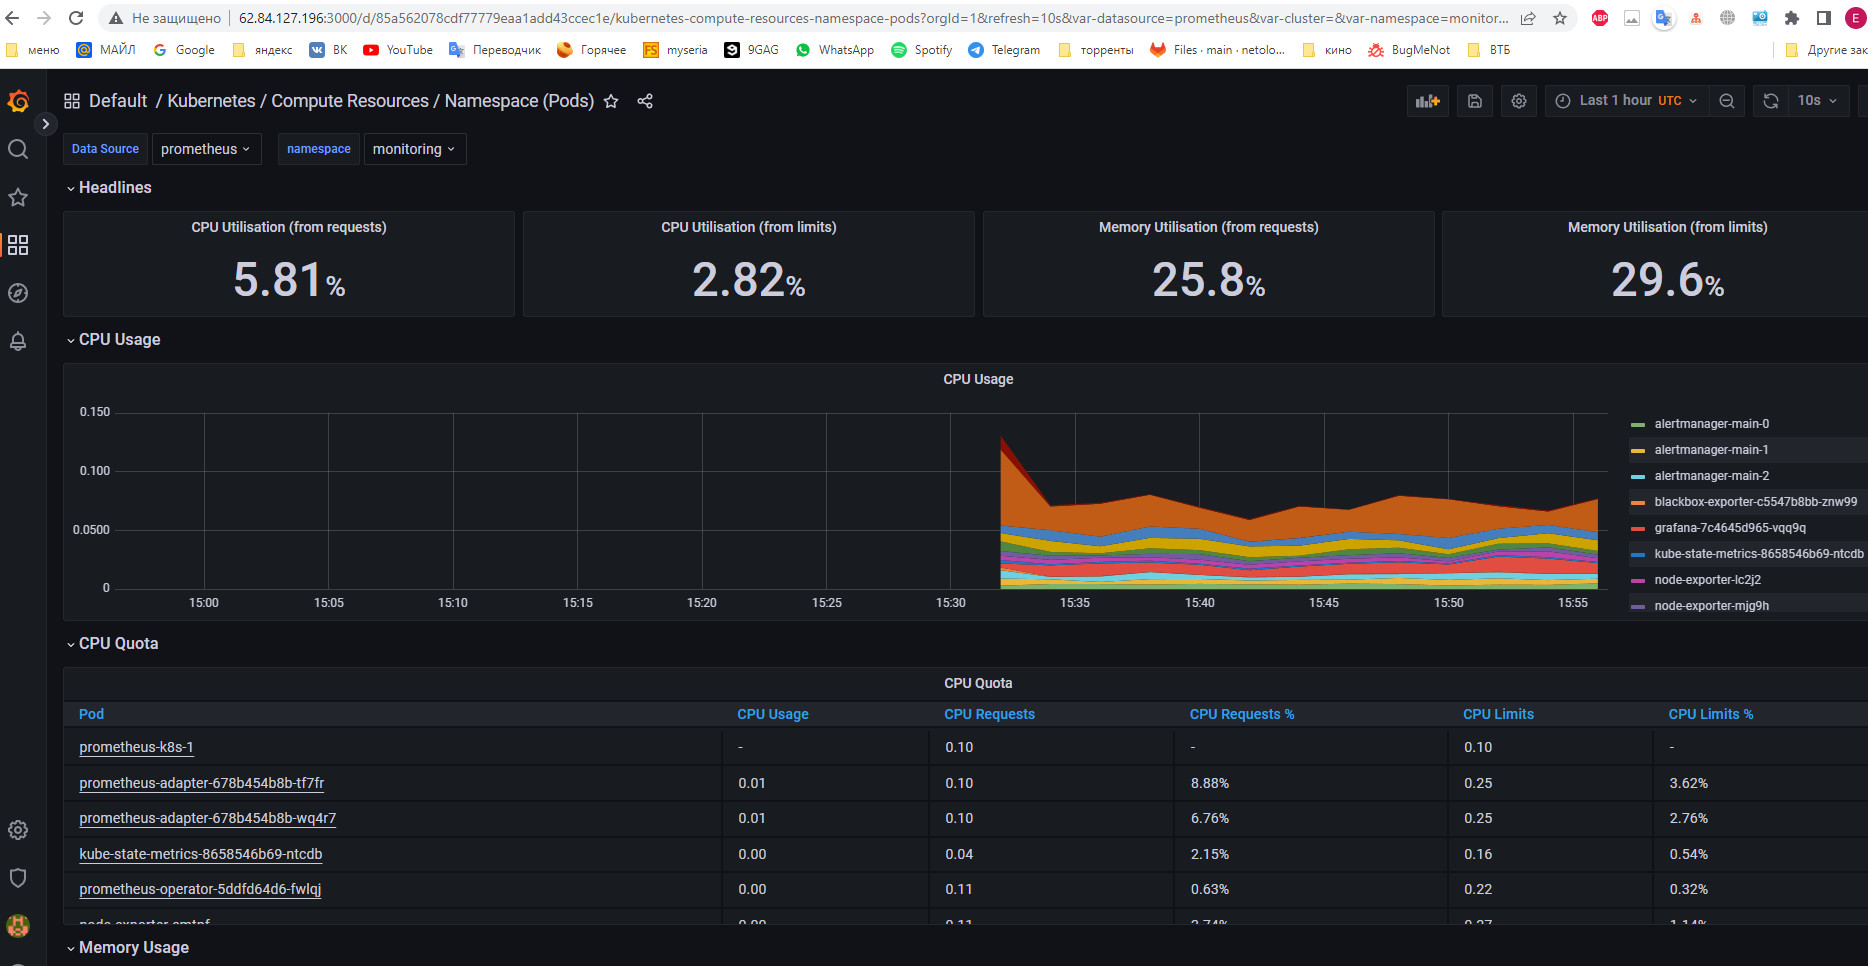 Не защищено | 62.84.127.196:3000/d/85a562078cdf77779eaa1add43ccec1e/kubernetes-compute-resources-namespace-pods?orgId=1&refresh=10s&var-datasource=prometheus&var-cluster=&var-namespace=monitor... ABP E
меню МАЙЛ Google яндекс ВК YouTube Переводчик Горячее FS myseria 9GAG WhatsApp Spotify Telegram торренты Files · main · netolo... кино BugMeNot ВТБ Другие зак
Default / Kubernetes / Compute Resources / Namespace (Pods) Last 1 hour UTC 10s
Data Source prometheus namespace monitoring
Headlines
CPU Utilisation (from requests) CPU Utilisation (from limits) Memory Utilisation (from requests) Memory Utilisation (from limits)
5.81% 2.82% 25.8% 29.6%
CPU Usage
CPU Usage
0.150
0.100
0.0500
0
15:00 15:05 15:10 15:15 15:20 15:25 15:30 15:35 15:40 15:45 15:50 15:55
alertmanager-main-0
alertmanager-main-1
alertmanager-main-2
blackbox-exporter-c5547b8bb-znw99
grafana-7c4645d965-vqq9q
kube-state-metrics-8658546b69-ntcdb
node-exporter-lc2j2
node-exporter-mjg9h
CPU Quota
CPU Quota
Pod CPU Usage CPU Requests CPU Requests % CPU Limits CPU Limits %
prometheus-k8s-1 - 0.10 - 0.10 -
prometheus-adapter-678b454b8b-tf7fr 0.01 0.10 8.88% 0.25 3.62%
prometheus-adapter-678b454b8b-wq4r7 0.01 0.10 6.76% 0.25 2.76%
kube-state-metrics-8658546b69-ntcdb 0.00 0.04 2.15% 0.16 0.54%
prometheus-operator-5ddfd64d6-fwlqj 0.00 0.11 0.63% 0.22 0.32%
Memory Usage